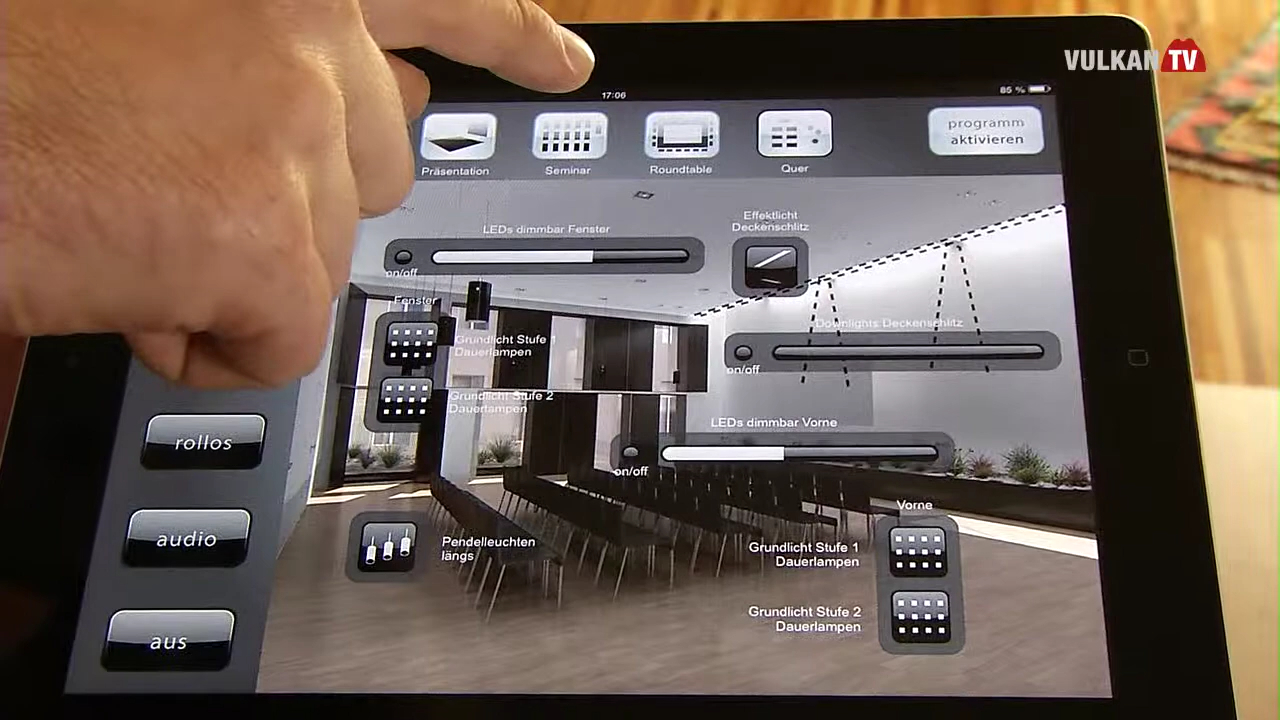 VULKAN TV
17:06
85 %
Präsentation
Seminar
Roundtable
Quer
programm
aktivieren
LEDs dimmbar Fenster
on/off
Effektlicht
Deckenschlitz
Fenster
Grundlicht Stufe 1
Dauerlampen
Grundlicht Stufe 2
Dauerlampen
Downlights Deckenschlitz
on/off
LEDs dimmbar Vorne
on/off
rollos
audio
aus
Pendelleuchten
längs
Vorne
Grundlicht Stufe 1
Dauerlampen
Grundlicht Stufe 2
Dauerlampen